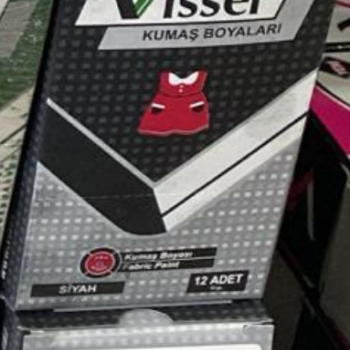 Vissel
KUMAŞ BOYALARI
Kumaş Boyası
Fabric Paint
SİYAH
12 ADET